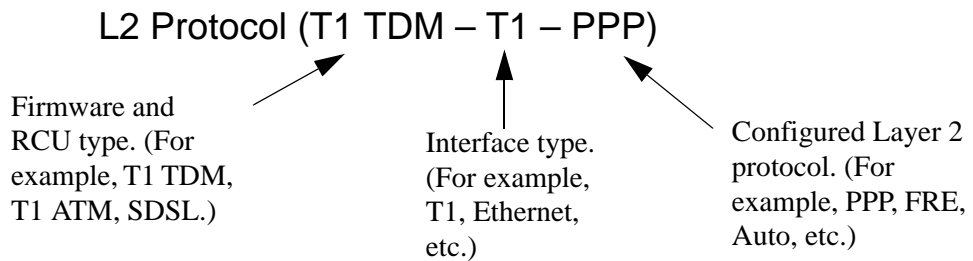 L2 Protocol (T1 TDM – T1 – PPP)
Firmware and
RCU type. (For
example, T1 TDM,
T1 ATM, SDSL.)
Interface type.
(For example,
T1, Ethernet,
etc.)
Configured Layer 2
protocol. (For
example, PPP, FRE,
Auto, etc.)